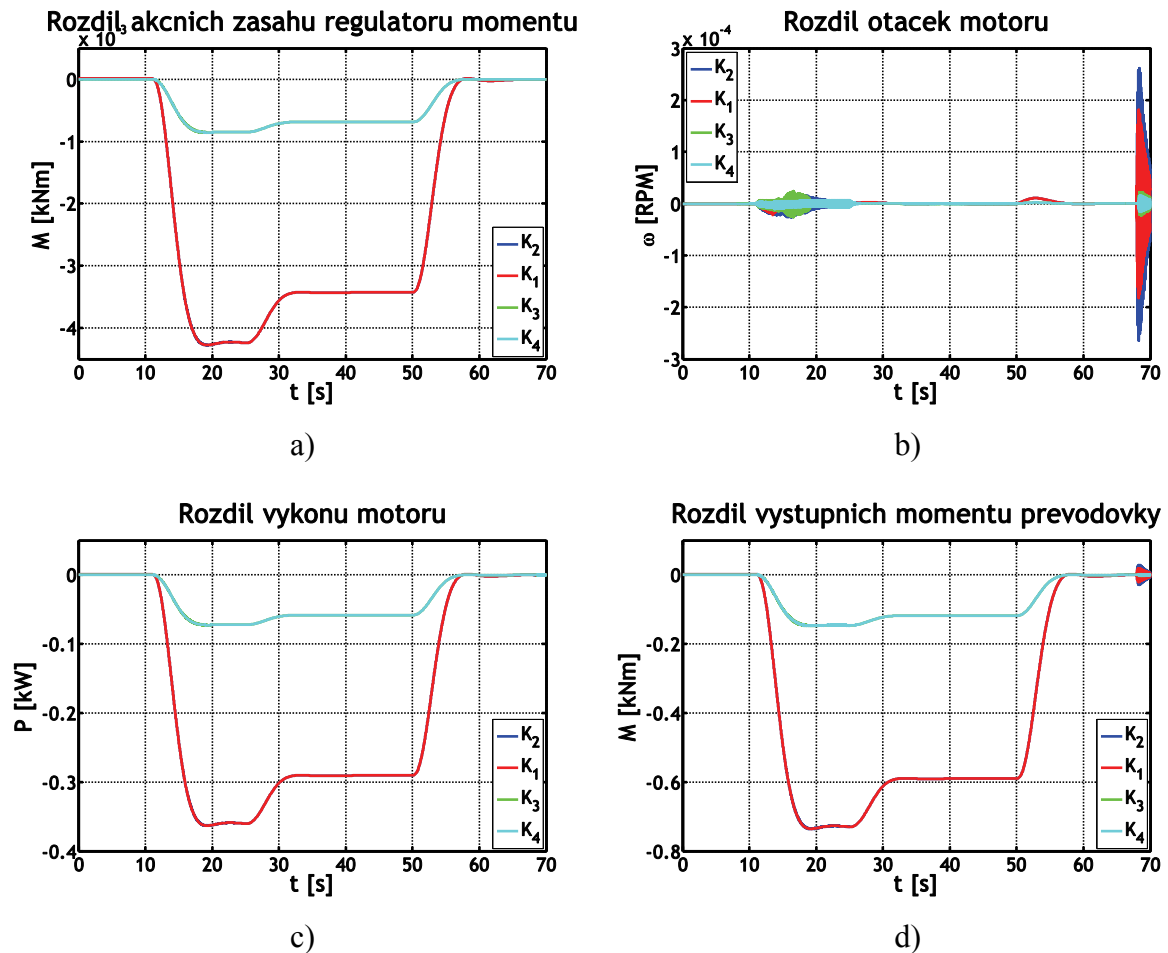 Rozdil akcnich zasahu regulatoru momentu
x 10⁻³
0
-1
-2
-3
-4
M [kNm]
K₂
K₁
K₃
K₄
0 10 20 30 40 50 60 70
t [s]
a)
Rozdil otacek motoru
x 10⁻⁴
3
2
1
0
-1
-2
-3
ω [RPM]
K₂
K₁
K₃
K₄
0 10 20 30 40 50 60 70
t [s]
b)
Rozdil vykonu motoru
0
-0.1
-0.2
-0.3
-0.4
P [kW]
K₂
K₁
K₃
K₄
0 10 20 30 40 50 60 70
t [s]
c)
Rozdil vystupnich momentu prevodovky
0
-0.2
-0.4
-0.6
-0.8
M [kNm]
K₂
K₁
K₃
K₄
0 10 20 30 40 50 60 70
t [s]
d)